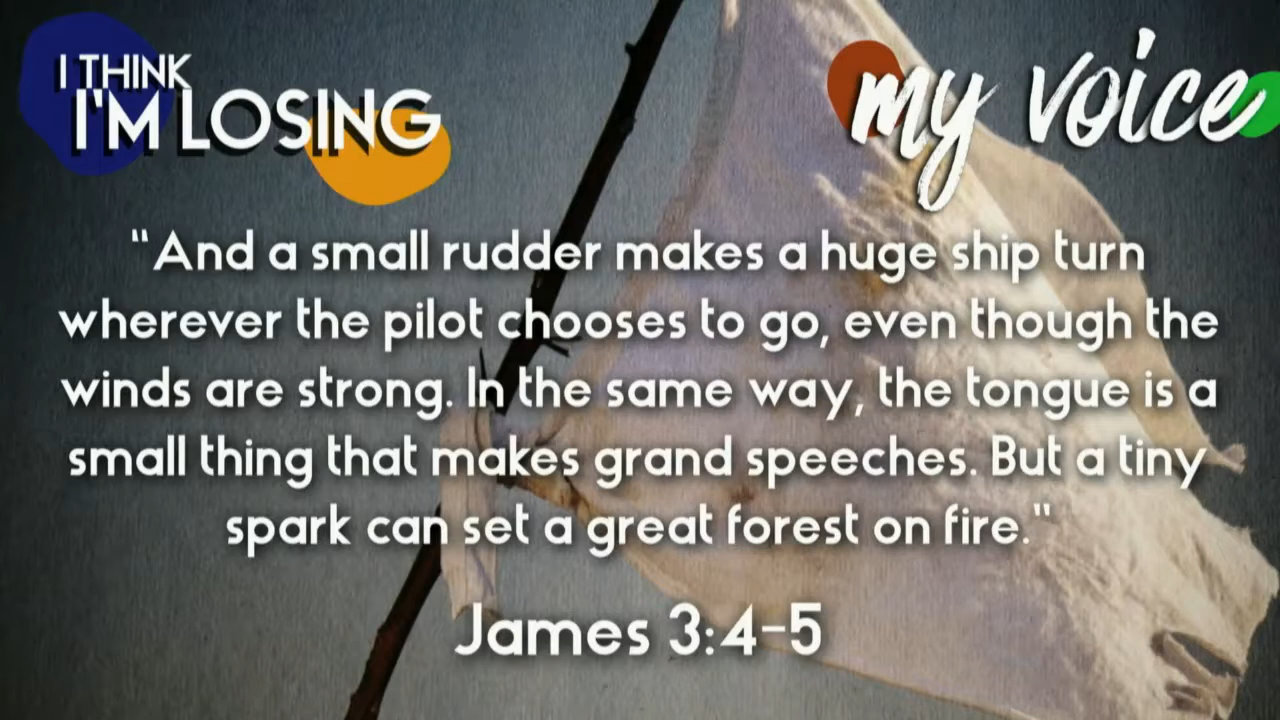 I THINK
I'M LOSING
my voice
"And a small rudder makes a huge ship turn
wherever the pilot chooses to go, even though the
winds are strong. In the same way, the tongue is a
small thing that makes grand speeches. But a tiny
spark can set a great forest on fire."
James 3:4-5